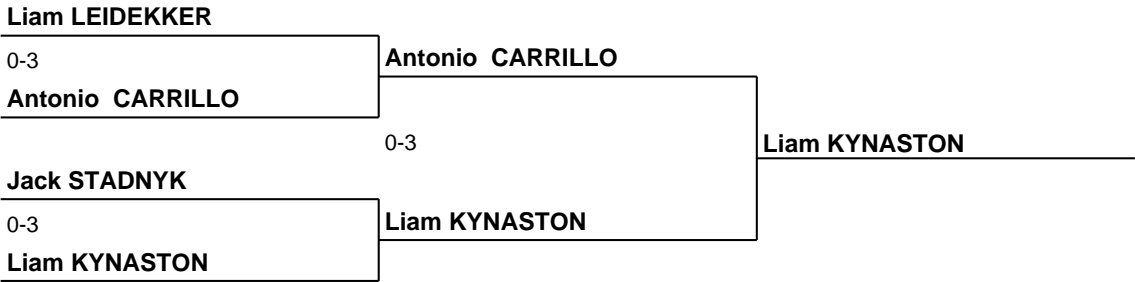 Liam LEIDEKKER
0-3
Antonio CARRILLO
Antonio CARRILLO
0-3
Liam KYNASTON
Jack STADNYK
0-3
Liam KYNASTON
Liam KYNASTON